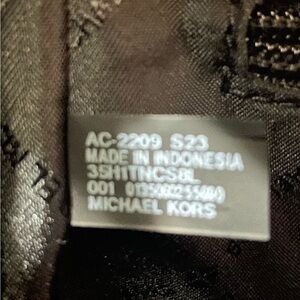 AC-2209 S23
MADE IN INDONESIA
35H1TNCS8L
001
MICHAEL KORS